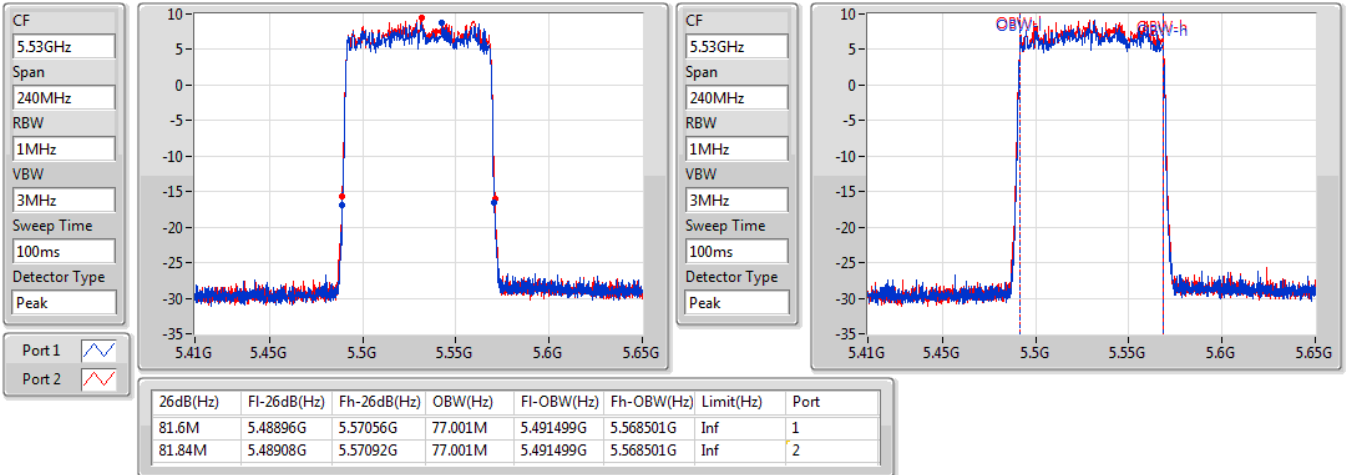 CF
5.53GHz
Span
240MHz
RBW
1MHz
VBW
3MHz
Sweep Time
100ms
Detector Type
Peak
Port 1
Port 2
10
5
0
-5
-10
-15
-20
-25
-30
-35
5.41G 5.45G 5.5G 5.55G 5.6G 5.65G
CF
5.53GHz
Span
240MHz
RBW
1MHz
VBW
3MHz
Sweep Time
100ms
Detector Type
Peak
10
5
0
-5
-10
-15
-20
-25
-30
-35
OBW-l OBW-h
5.41G 5.45G 5.5G 5.55G 5.6G 5.65G
26dB(Hz) Fl-26dB(Hz) Fh-26dB(Hz) OBW(Hz) Fl-OBW(Hz) Fh-OBW(Hz) Limit(Hz) Port
81.6M 5.48896G 5.57056G 77.001M 5.491499G 5.568501G Inf 1
81.84M 5.48908G 5.57092G 77.001M 5.491499G 5.568501G Inf 2